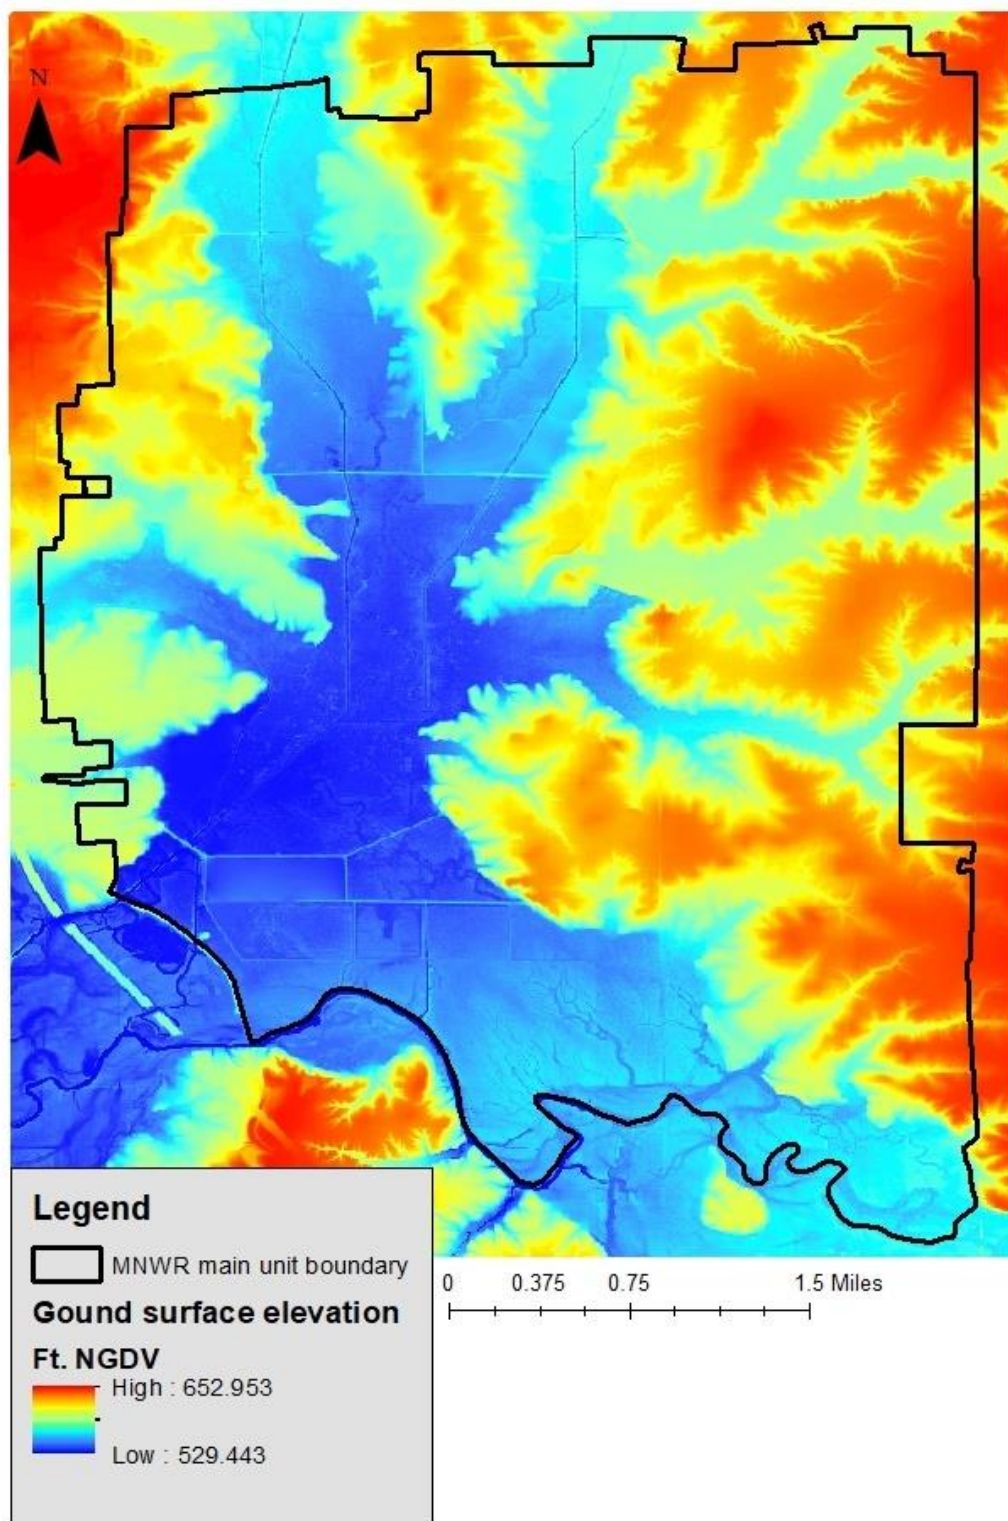 N
Legend
MNWR main unit boundary
Gound surface elevation
Ft. NGDV
High : 652.953
Low : 529.443
0 0.375 0.75 1.5 Miles